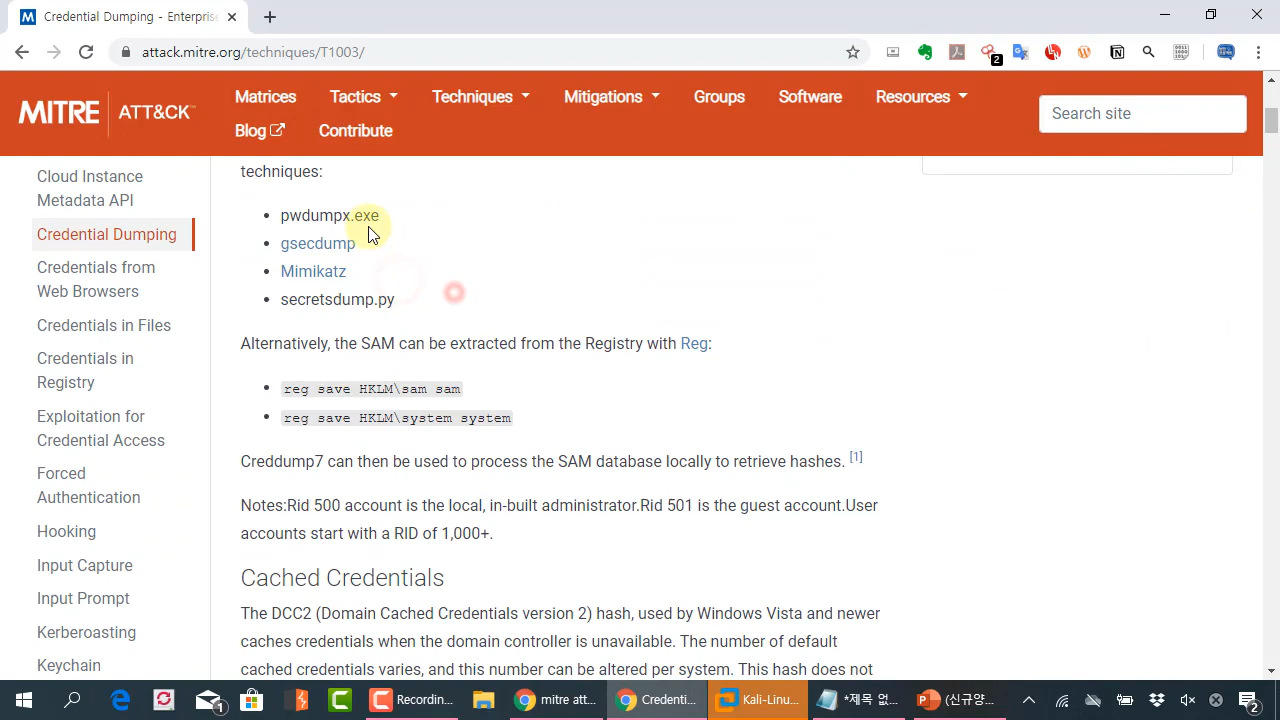 Credential Dumping - Enterpris
attack.mitre.org/techniques/T1003/
2
MITRE ATT&CK™
Matrices Tactics Techniques Mitigations Groups Software Resources
Blog Contribute
Search site
Cloud Instance
Metadata API
Credential Dumping
Credentials from
Web Browsers
Credentials in Files
Credentials in
Registry
Exploitation for
Credential Access
Forced
Authentication
Hooking
Input Capture
Input Prompt
Kerberoasting
Keychain
techniques:
pwdumpx.exe
gsecdump
Mimikatz
secretsdump.py
Alternatively, the SAM can be extracted from the Registry with Reg:
reg save HKLM\sam sam
reg save HKLM\system system
Creddump7 can then be used to process the SAM database locally to retrieve hashes. [1]
Notes:Rid 500 account is the local, in-built administrator.Rid 501 is the guest account.User
accounts start with a RID of 1,000+.
Cached Credentials
The DCC2 (Domain Cached Credentials version 2) hash, used by Windows Vista and newer
caches credentials when the domain controller is unavailable. The number of default
cached credentials varies, and this number can be altered per system. This hash does not
1
Recordin...
mitre att...
Credenti...
Kali-Linu...
*제목 없...
(신규양...
2